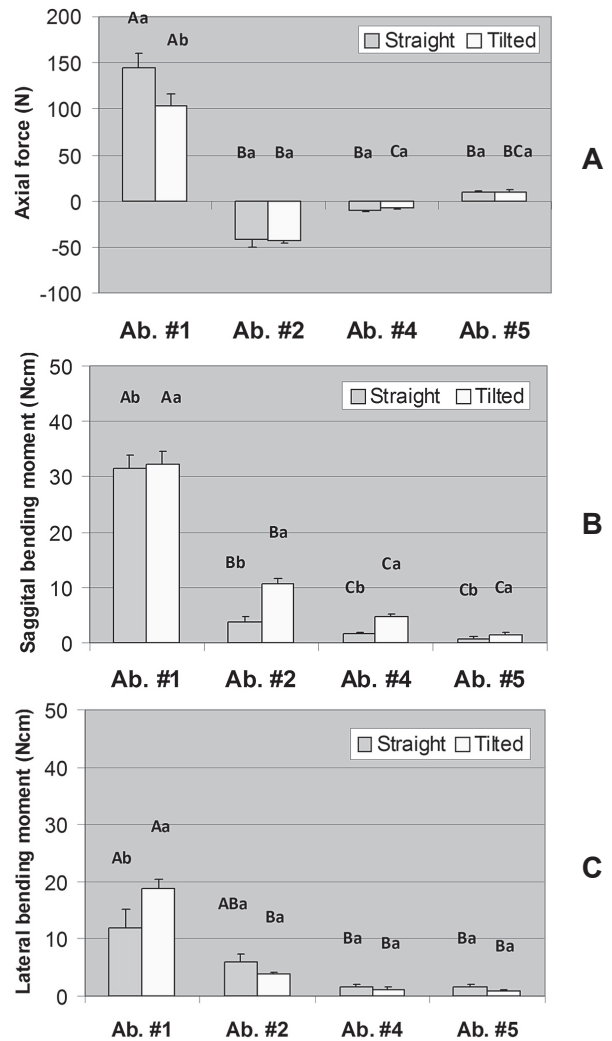 200
Aa
Ab
Straight Tilted
150
100
50
0
-50
-100
Axial force (N)
Ba Ba Ba Ca Ba BCa
A
Ab. #1 Ab. #2 Ab. #4 Ab. #5
50
40
30
20
10
0
Saggital bending moment (Ncm)
Straight Tilted
Ab Aa
Bb Ba
Cb Ca
Cb Ca
B
Ab. #1 Ab. #2 Ab. #4 Ab. #5
50
40
30
20
10
0
Lateral bending moment (Ncm)
Straight Tilted
Ab Aa
ABa Ba
Ba Ba
Ba Ba
C
Ab. #1 Ab. #2 Ab. #4 Ab. #5